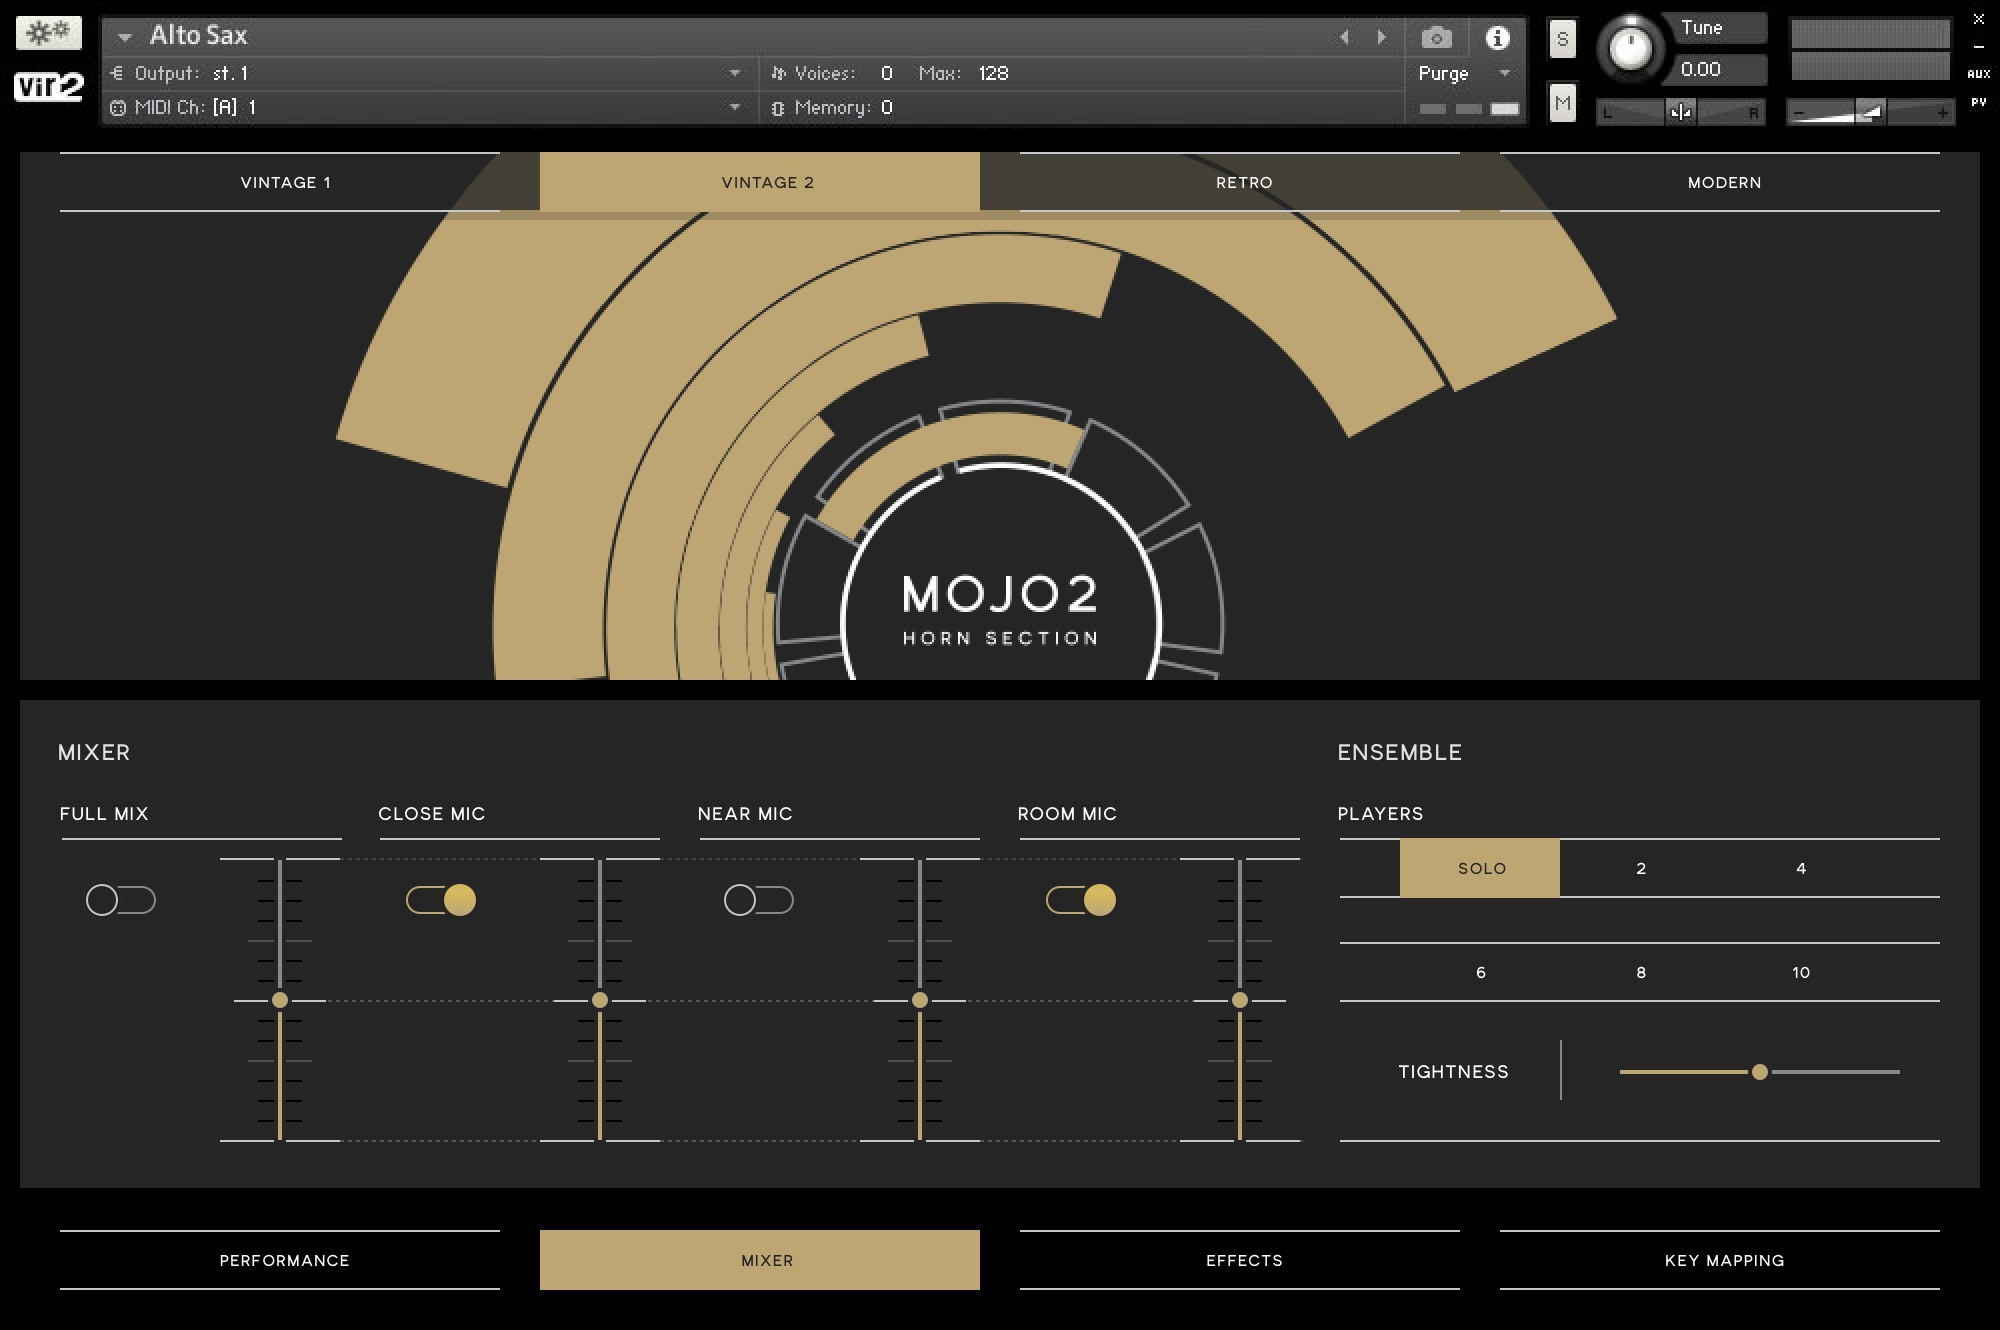 Alto Sax
i
S
Tune
X
vir2
Output: st. 1
Voices: 0 Max: 128
Purge
0.00
AUX
MIDI Ch: [A] 1
Memory: 0
M
L
R
-
+
PV
VINTAGE 1
VINTAGE 2
RETRO
MODERN
MOJO2
HORN SECTION
MIXER
ENSEMBLE
FULL MIX
CLOSE MIC
NEAR MIC
ROOM MIC
PLAYERS
SOLO
2
4
6
8
10
TIGHTNESS
PERFORMANCE
MIXER
EFFECTS
KEY MAPPING